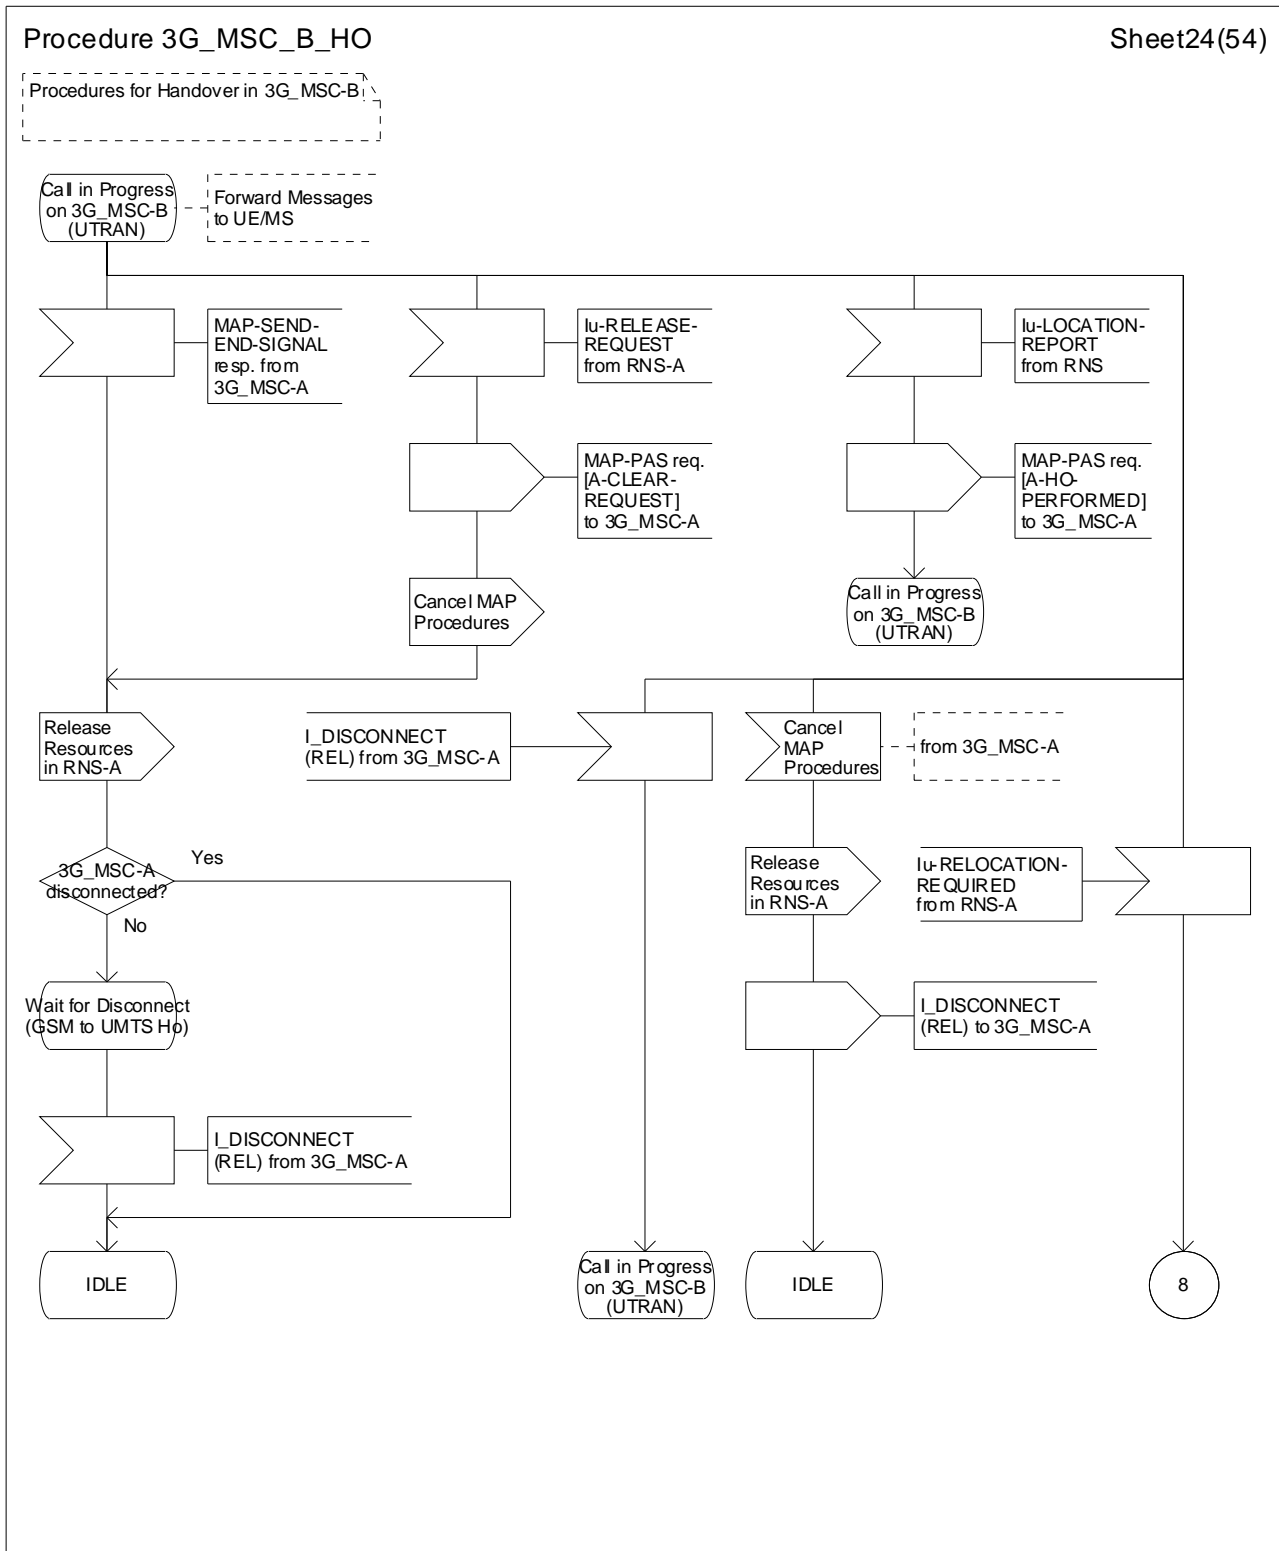 Procedure 3G_MSC_B_HO
Sheet24(54)
Procedures for Handover in 3G_MSC-B
Call in Progress
on 3G_MSC-B
(UTRAN)
Forward Messages
to UE/MS
MAP-SEND-
END-SIGNAL
resp. from
3G_MSC-A
Iu-RELEASE-
REQUEST
from RNS-A
Iu-LOCATION-
REPORT
from RNS
MAP-PAS req.
[A-CLEAR-
REQUEST]
to 3G_MSC-A
MAP-PAS req.
[A-HO-
PERFORMED]
to 3G_MSC-A
Cancel MAP
Procedures
Call in Progress
on 3G_MSC-B
(UTRAN)
Release
Resources
in RNS-A
I_DISCONNECT
(REL) from 3G_MSC-A
Cancel
MAP
Procedures
from 3G_MSC-A
3G_MSC-A
disconnected?
Yes
No
Release
Resources
in RNS-A
Iu-RELOCATION-
REQUIRED
from RNS-A
Wait for Disconnect
(GSM to UMTS Ho)
I_DISCONNECT
(REL) to 3G_MSC-A
I_DISCONNECT
(REL) from 3G_MSC-A
IDLE
Call in Progress
on 3G_MSC-B
(UTRAN)
IDLE
8